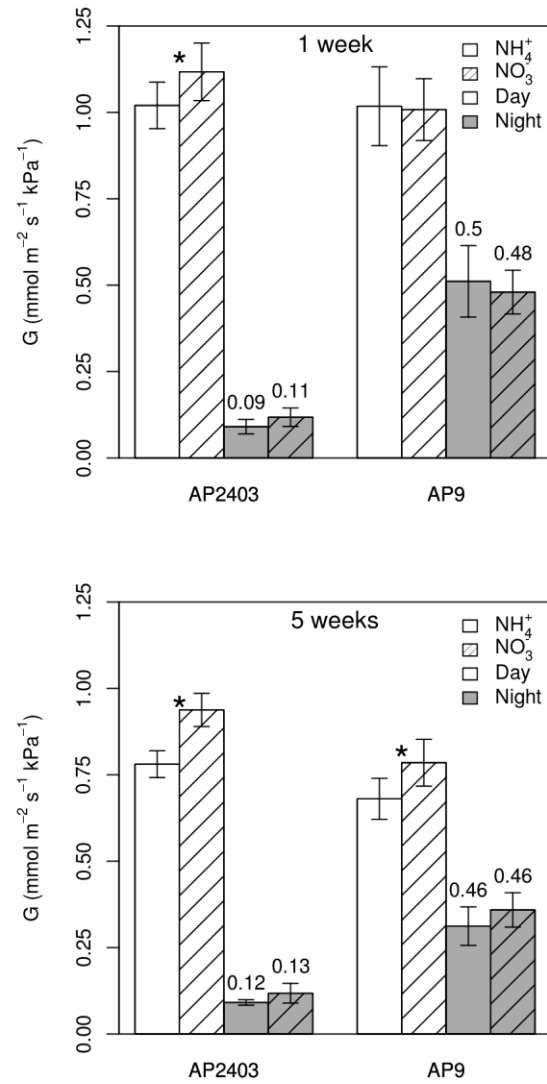 1 week
NH₄⁺
NO₃⁻
Day
Night
G (mmol m⁻² s⁻¹ kPa⁻¹)
0.00 0.25 0.50 0.75 1.00 1.25
*
0.09 0.11 0.5 0.48
AP2403 AP9
5 weeks
NH₄⁺
NO₃⁻
Day
Night
G (mmol m⁻² s⁻¹ kPa⁻¹)
0.00 0.25 0.50 0.75 1.00 1.25
* *
0.12 0.13 0.46 0.46
AP2403 AP9